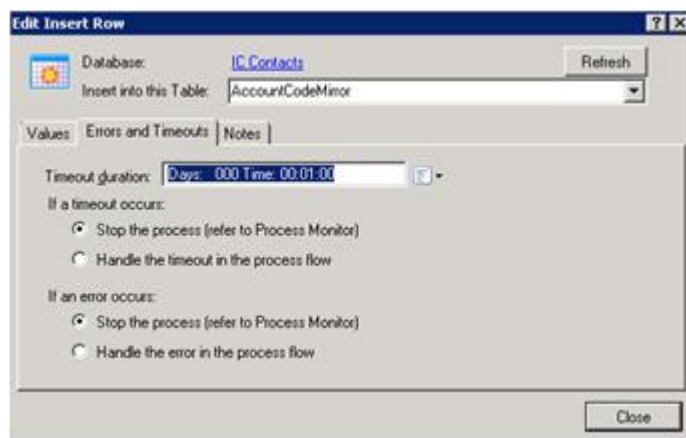 Edit Insert Row
Database: IC Contacts Refresh
Insert into this Table: AccountCodeMirror
Values Errors and Timeouts Notes
Timeout duration: Days: 000 Time: 00:01:00
If a timeout occurs:
Stop the process (refer to Process Monitor)
Handle the timeout in the process flow
If an error occurs:
Stop the process (refer to Process Monitor)
Handle the error in the process flow
Close